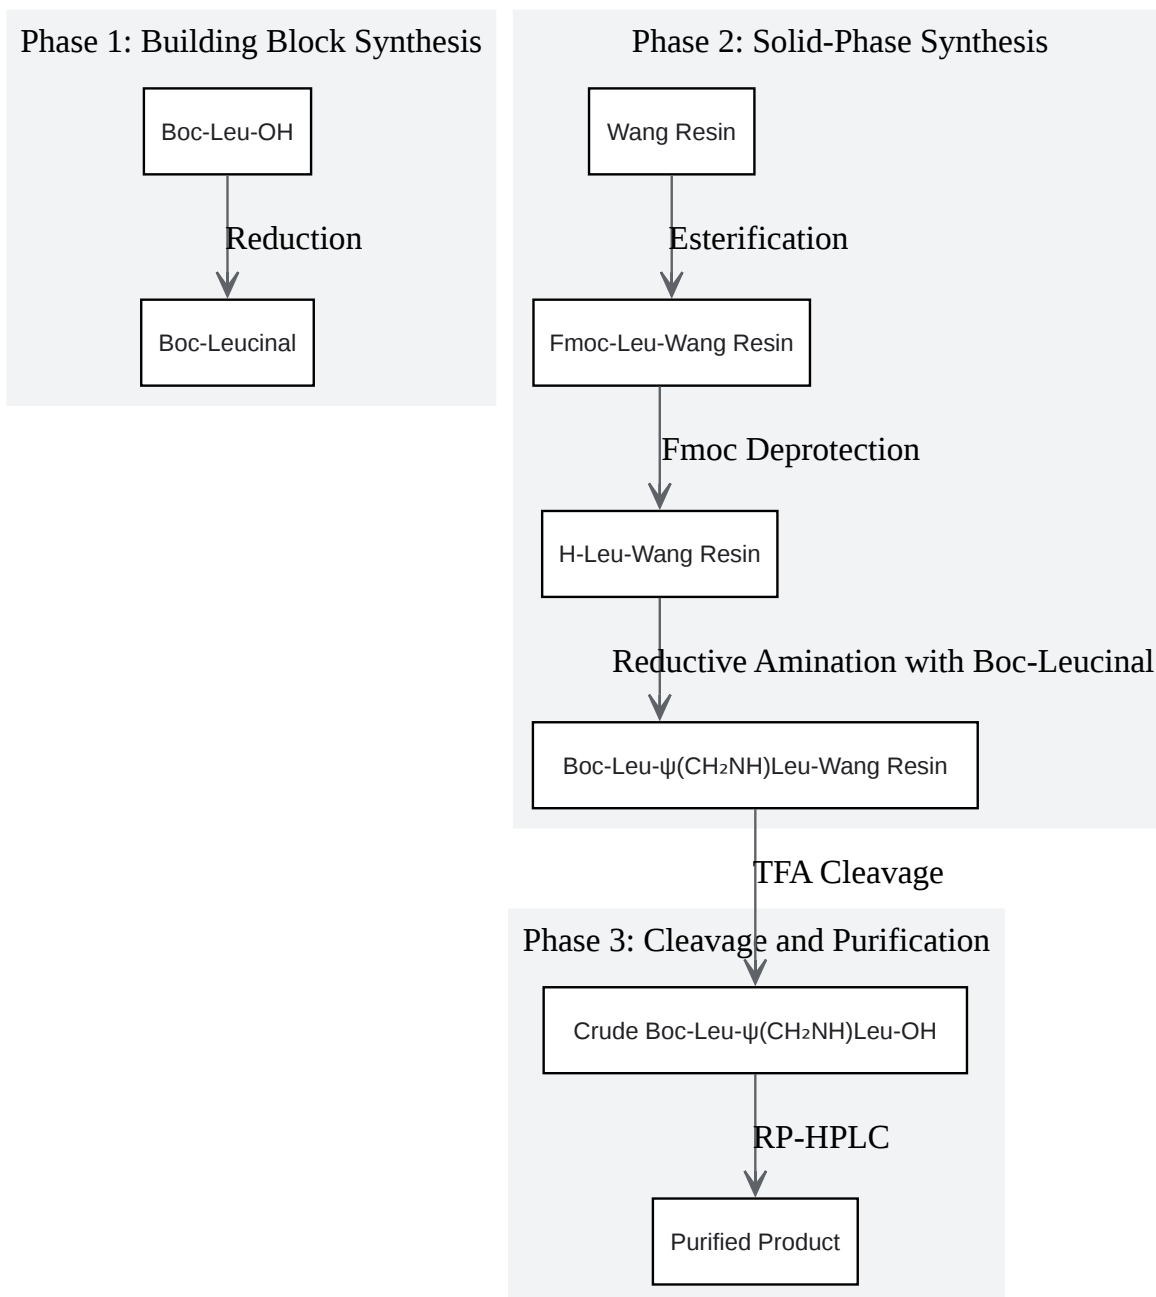 Phase 1: Building Block Synthesis
Boc-Leu-OH
Reduction
Boc-Leucinal
Phase 2: Solid-Phase Synthesis
Wang Resin
Esterification
Fmoc-Leu-Wang Resin
Fmoc Deprotection
H-Leu-Wang Resin
Reductive Amination with Boc-Leucinal
Boc-Leu-ψ(CH₂NH)Leu-Wang Resin
TFA Cleavage
Phase 3: Cleavage and Purification
Crude Boc-Leu-ψ(CH₂NH)Leu-OH
RP-HPLC
Purified Product